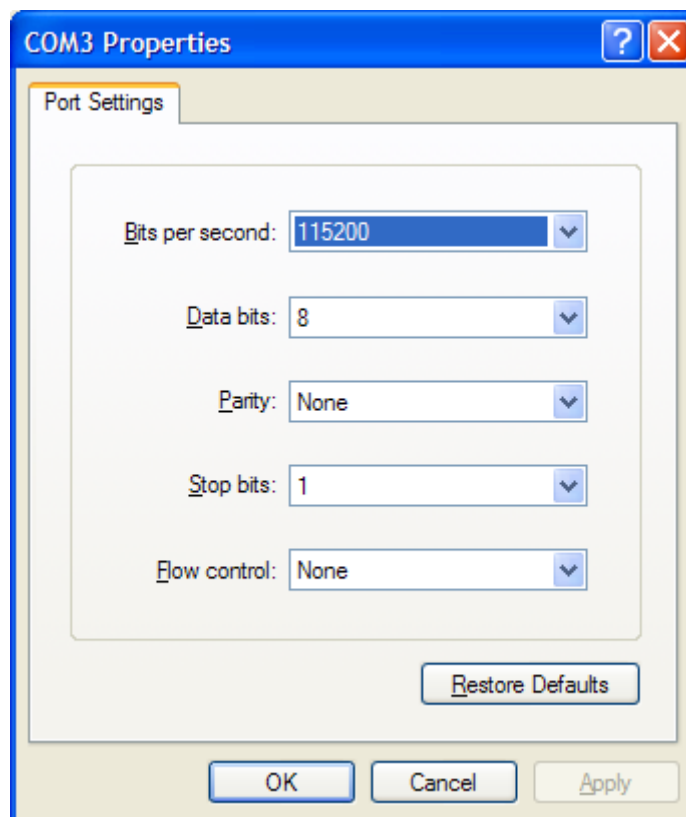 COM3 Properties
Port Settings
Bits per second: 115200
Data bits: 8
Parity: None
Stop bits: 1
Flow control: None
Restore Defaults
OK Cancel Apply